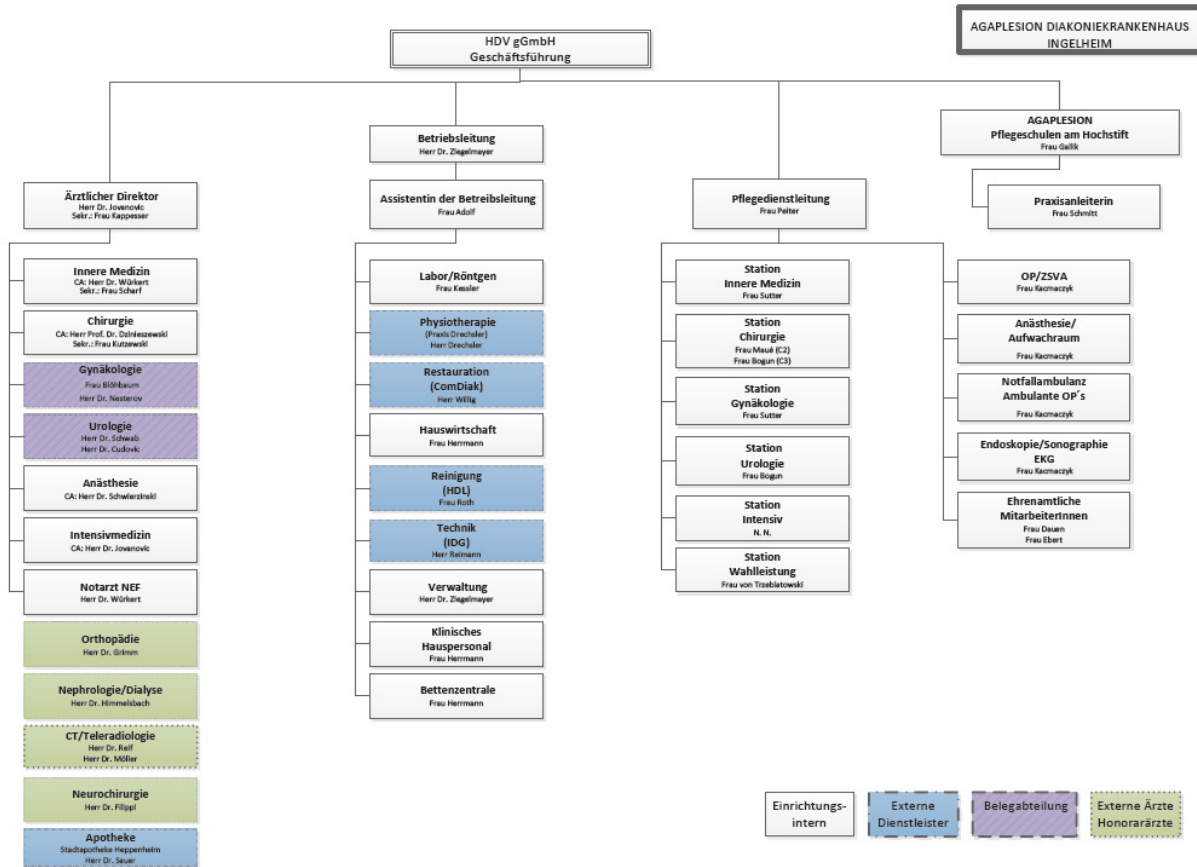 AGAPLESION DIAKONIEKRANKENHAUS
INGELHEIM
HDV gGmbH
Geschäftsführung
Ärztlicher Direktor
Herr Dr. Jovanovic
Sekr.: Frau Kappesser
Innere Medizin
CA: Herr Dr. Würkert
Sekr.: Frau Scharf
Chirurgie
CA: Herr Prof. Dr. Dzinieszewski
Sekr.: Frau Kutzewski
Gynäkologie
Frau Blöhbaum
Herr Dr. Nesterov
Urologie
Herr Dr. Schwab
Herr Dr. Cudovic
Anästhesie
CA: Herr Dr. Schwierzinski
Intensivmedizin
CA: Herr Dr. Jovanovic
Notarzt NEF
Herr Dr. Würkert
Orthopädie
Herr Dr. Grimm
Nephrologie/Dialyse
Herr Dr. Himmelsbach
CT/Teleradiologie
Herr Dr. Reif
Herr Dr. Möller
Neurochirurgie
Herr Dr. Filippi
Apotheke
Stadtapotheke Heppenheim
Herr Dr. Sauer
Betriebsleitung
Herr Dr. Ziegelmayer
Assistentin der Betreibsleitung
Frau Adolf
Labor/Röntgen
Frau Kessler
Physiotherapie
(Praxis Drechsler)
Herr Drechsler
Restauration
(ComDiak)
Herr Willig
Hauswirtschaft
Frau Herrmann
Reinigung
(HDL)
Frau Roth
Technik
(IDG)
Herr Reimann
Verwaltung
Herr Dr. Ziegelmayer
Klinisches
Hauspersonal
Frau Herrmann
Bettenzentrale
Frau Herrmann
Pflegedienstleitung
Frau Peiter
Station
Innere Medizin
Frau Sutter
Station
Chirurgie
Frau Maué (C2)
Frau Bogun (C3)
Station
Gynäkologie
Frau Sutter
Station
Urologie
Frau Bogun
Station
Intensiv
N. N.
Station
Wahlleistung
Frau von Trzebiatowski
OP/ZSVA
Frau Kacmaczyk
Anästhesie/
Aufwachraum
Frau Kacmaczyk
Notfallambulanz
Ambulante OP´s
Frau Kacmaczyk
Endoskopie/Sonographie
EKG
Frau Kacmaczyk
Ehrenamtliche
MitarbeiterInnen
Frau Dauen
Frau Ebert
AGAPLESION
Pflegeschulen am Hochstift
Frau Gallik
Praxisanleiterin
Frau Schmitt
Einrichtungs-
intern
Externe
Dienstleister
Belegabteilung
Externe Ärzte
Honorarärzte